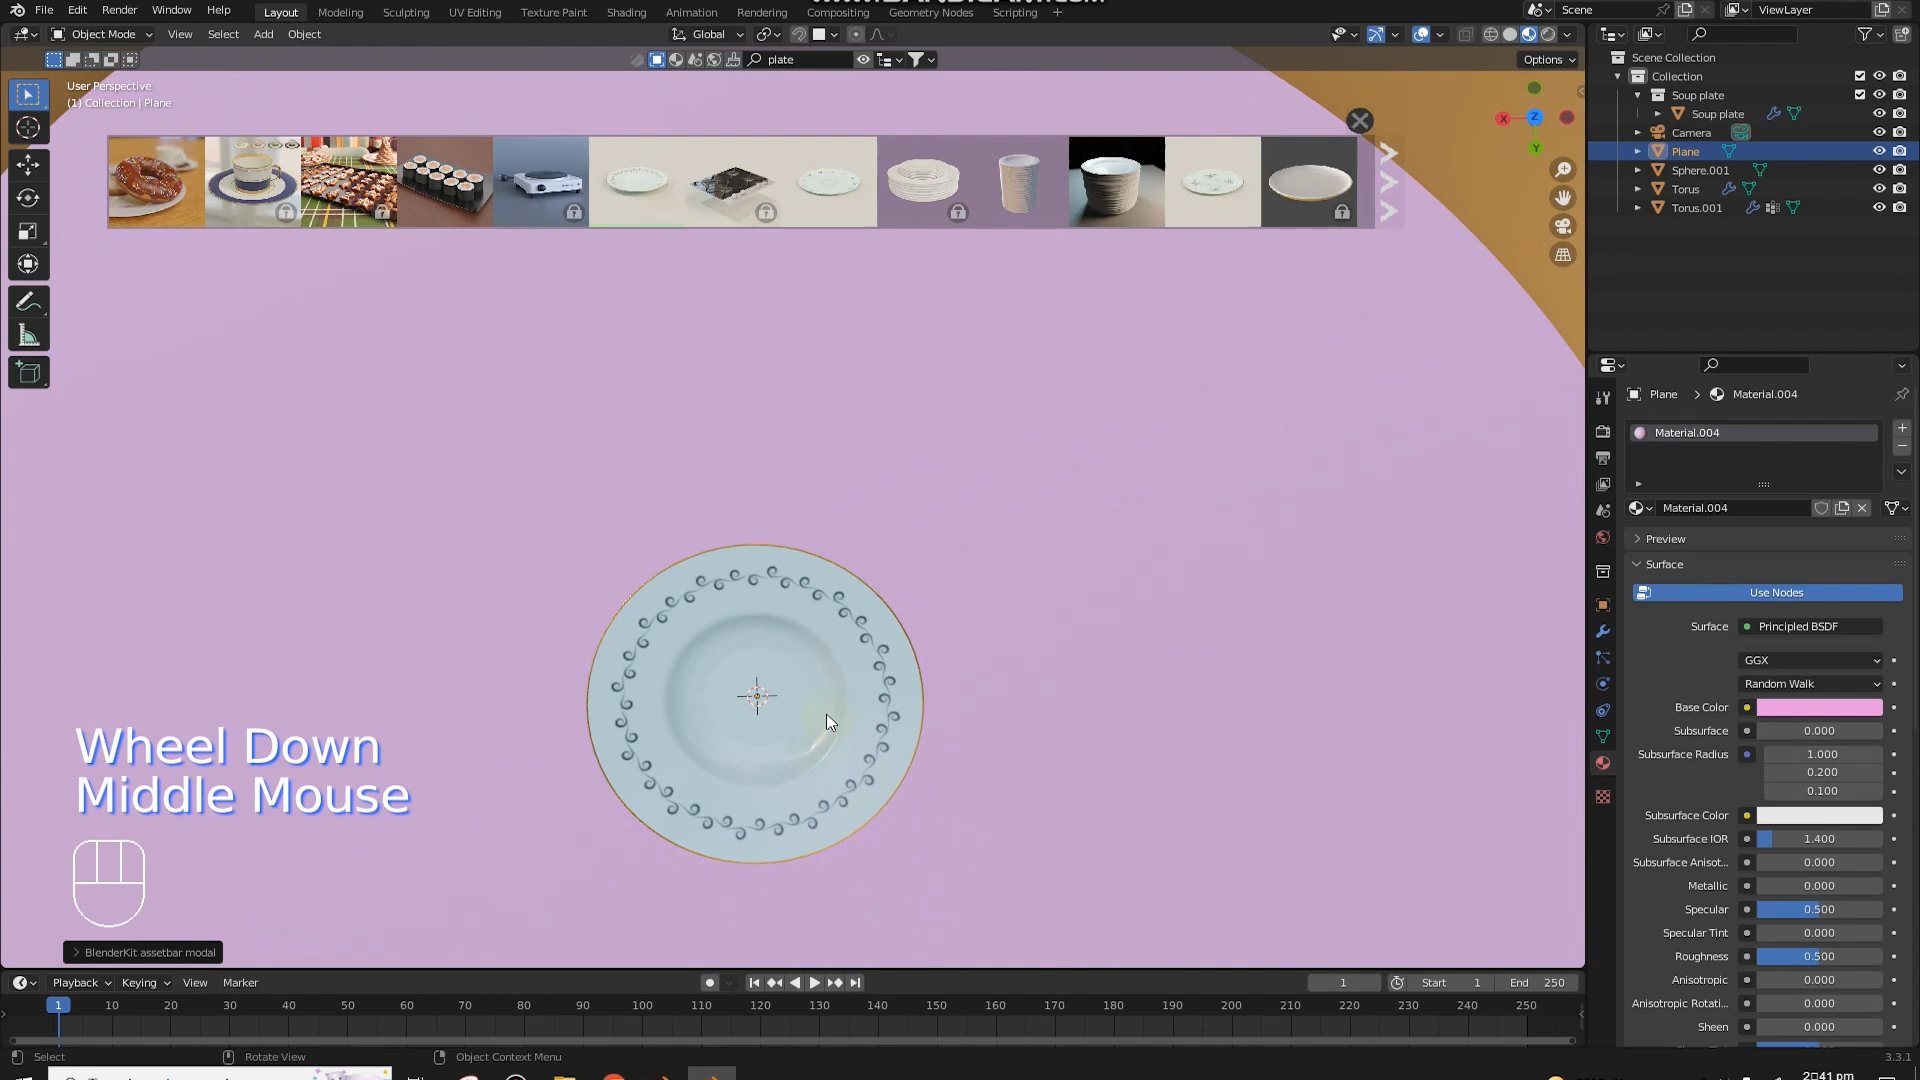 File Edit Render Window Help Layout Modeling Sculpting UV Editing Texture Paint Shading Animation Rendering Compositing Geometry Nodes Scripting + Scene ViewLayer
Object Mode View Select Add Object Global
plate Options
User Perspective
(1) Collection | Plane
Scene Collection
Collection
Soup plate
Soup plate
Camera
Plane
Sphere.001
Torus
Torus.001
X Z Y
Plane > Material.004
Material.004
Material.004
Preview
Surface
Use Nodes
Surface Principled BSDF
GGX
Random Walk
Base Color
Subsurface 0.000
Subsurface Radius 1.000
0.200
0.100
Subsurface Color
Subsurface IOR 1.400
Subsurface Anisot... 0.000
Metallic 0.000
Specular 0.500
Specular Tint 0.000
Roughness 0.500
Anisotropic 0.000
Anisotropic Rotati... 0.000
Sheen 0.000
Wheel Down
Middle Mouse
BlenderKit assetbar modal
Playback Keying View Marker 1 Start 1 End 250
1 10 20 30 40 50 60 70 80 90 100 110 120 130 140 150 160 170 180 190 200 210 220 230 240 250
Select Rotate View Object Context Menu 3.3.1